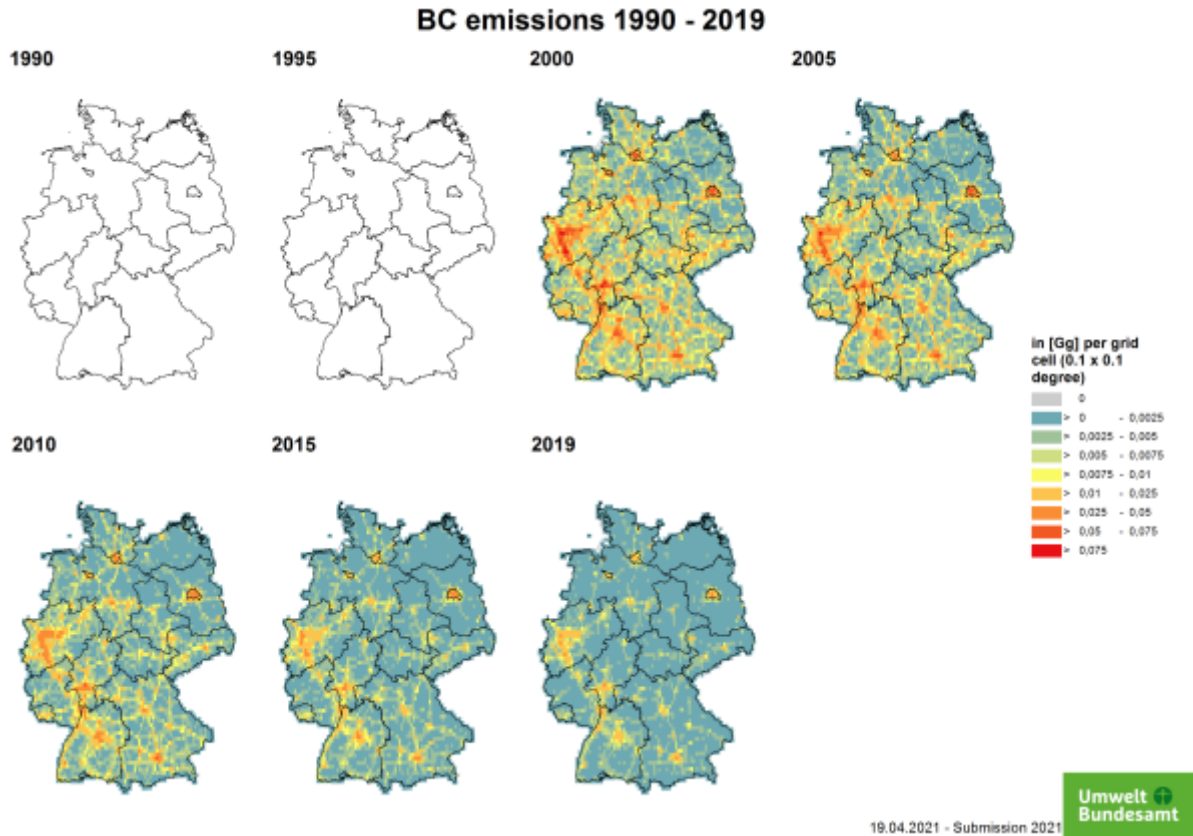 BC emissions 1990 - 2019
1990
1995
2000
2005
in [Gg] per grid
cell (0.1 x 0.1
degree)
0
> 0 - 0,0025
> 0,0025 - 0,005
> 0,005 - 0,0075
> 0,0075 - 0,01
> 0,01 - 0,025
> 0,025 - 0,05
> 0,05 - 0,075
> 0,075
2010
2015
2019
Umwelt
Bundesamt
19.04.2021 - Submission 2021